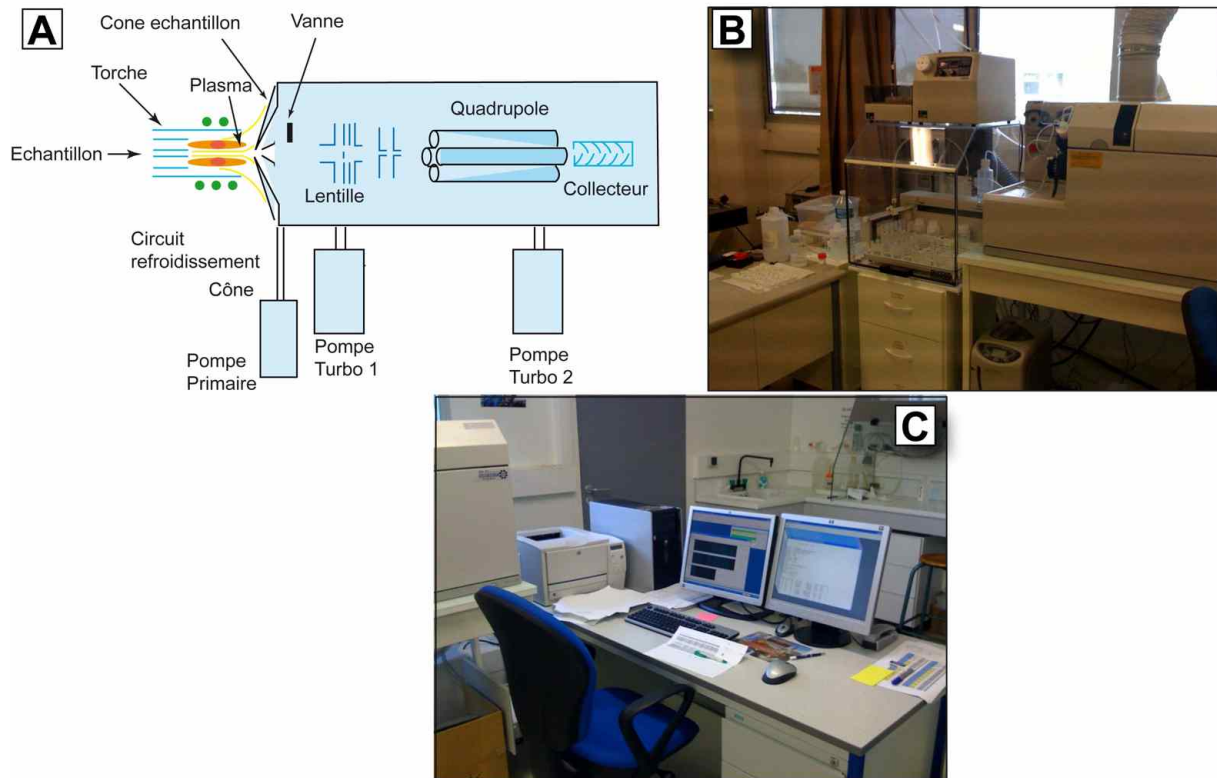 A
Cone echantillon
Vanne
Torche
Plasma
Echantillon
Quadrupole
Lentille
Collecteur
Circuit
refroidissement
Cône
Pompe
Primaire
Pompe
Turbo 1
Pompe
Turbo 2
B
C